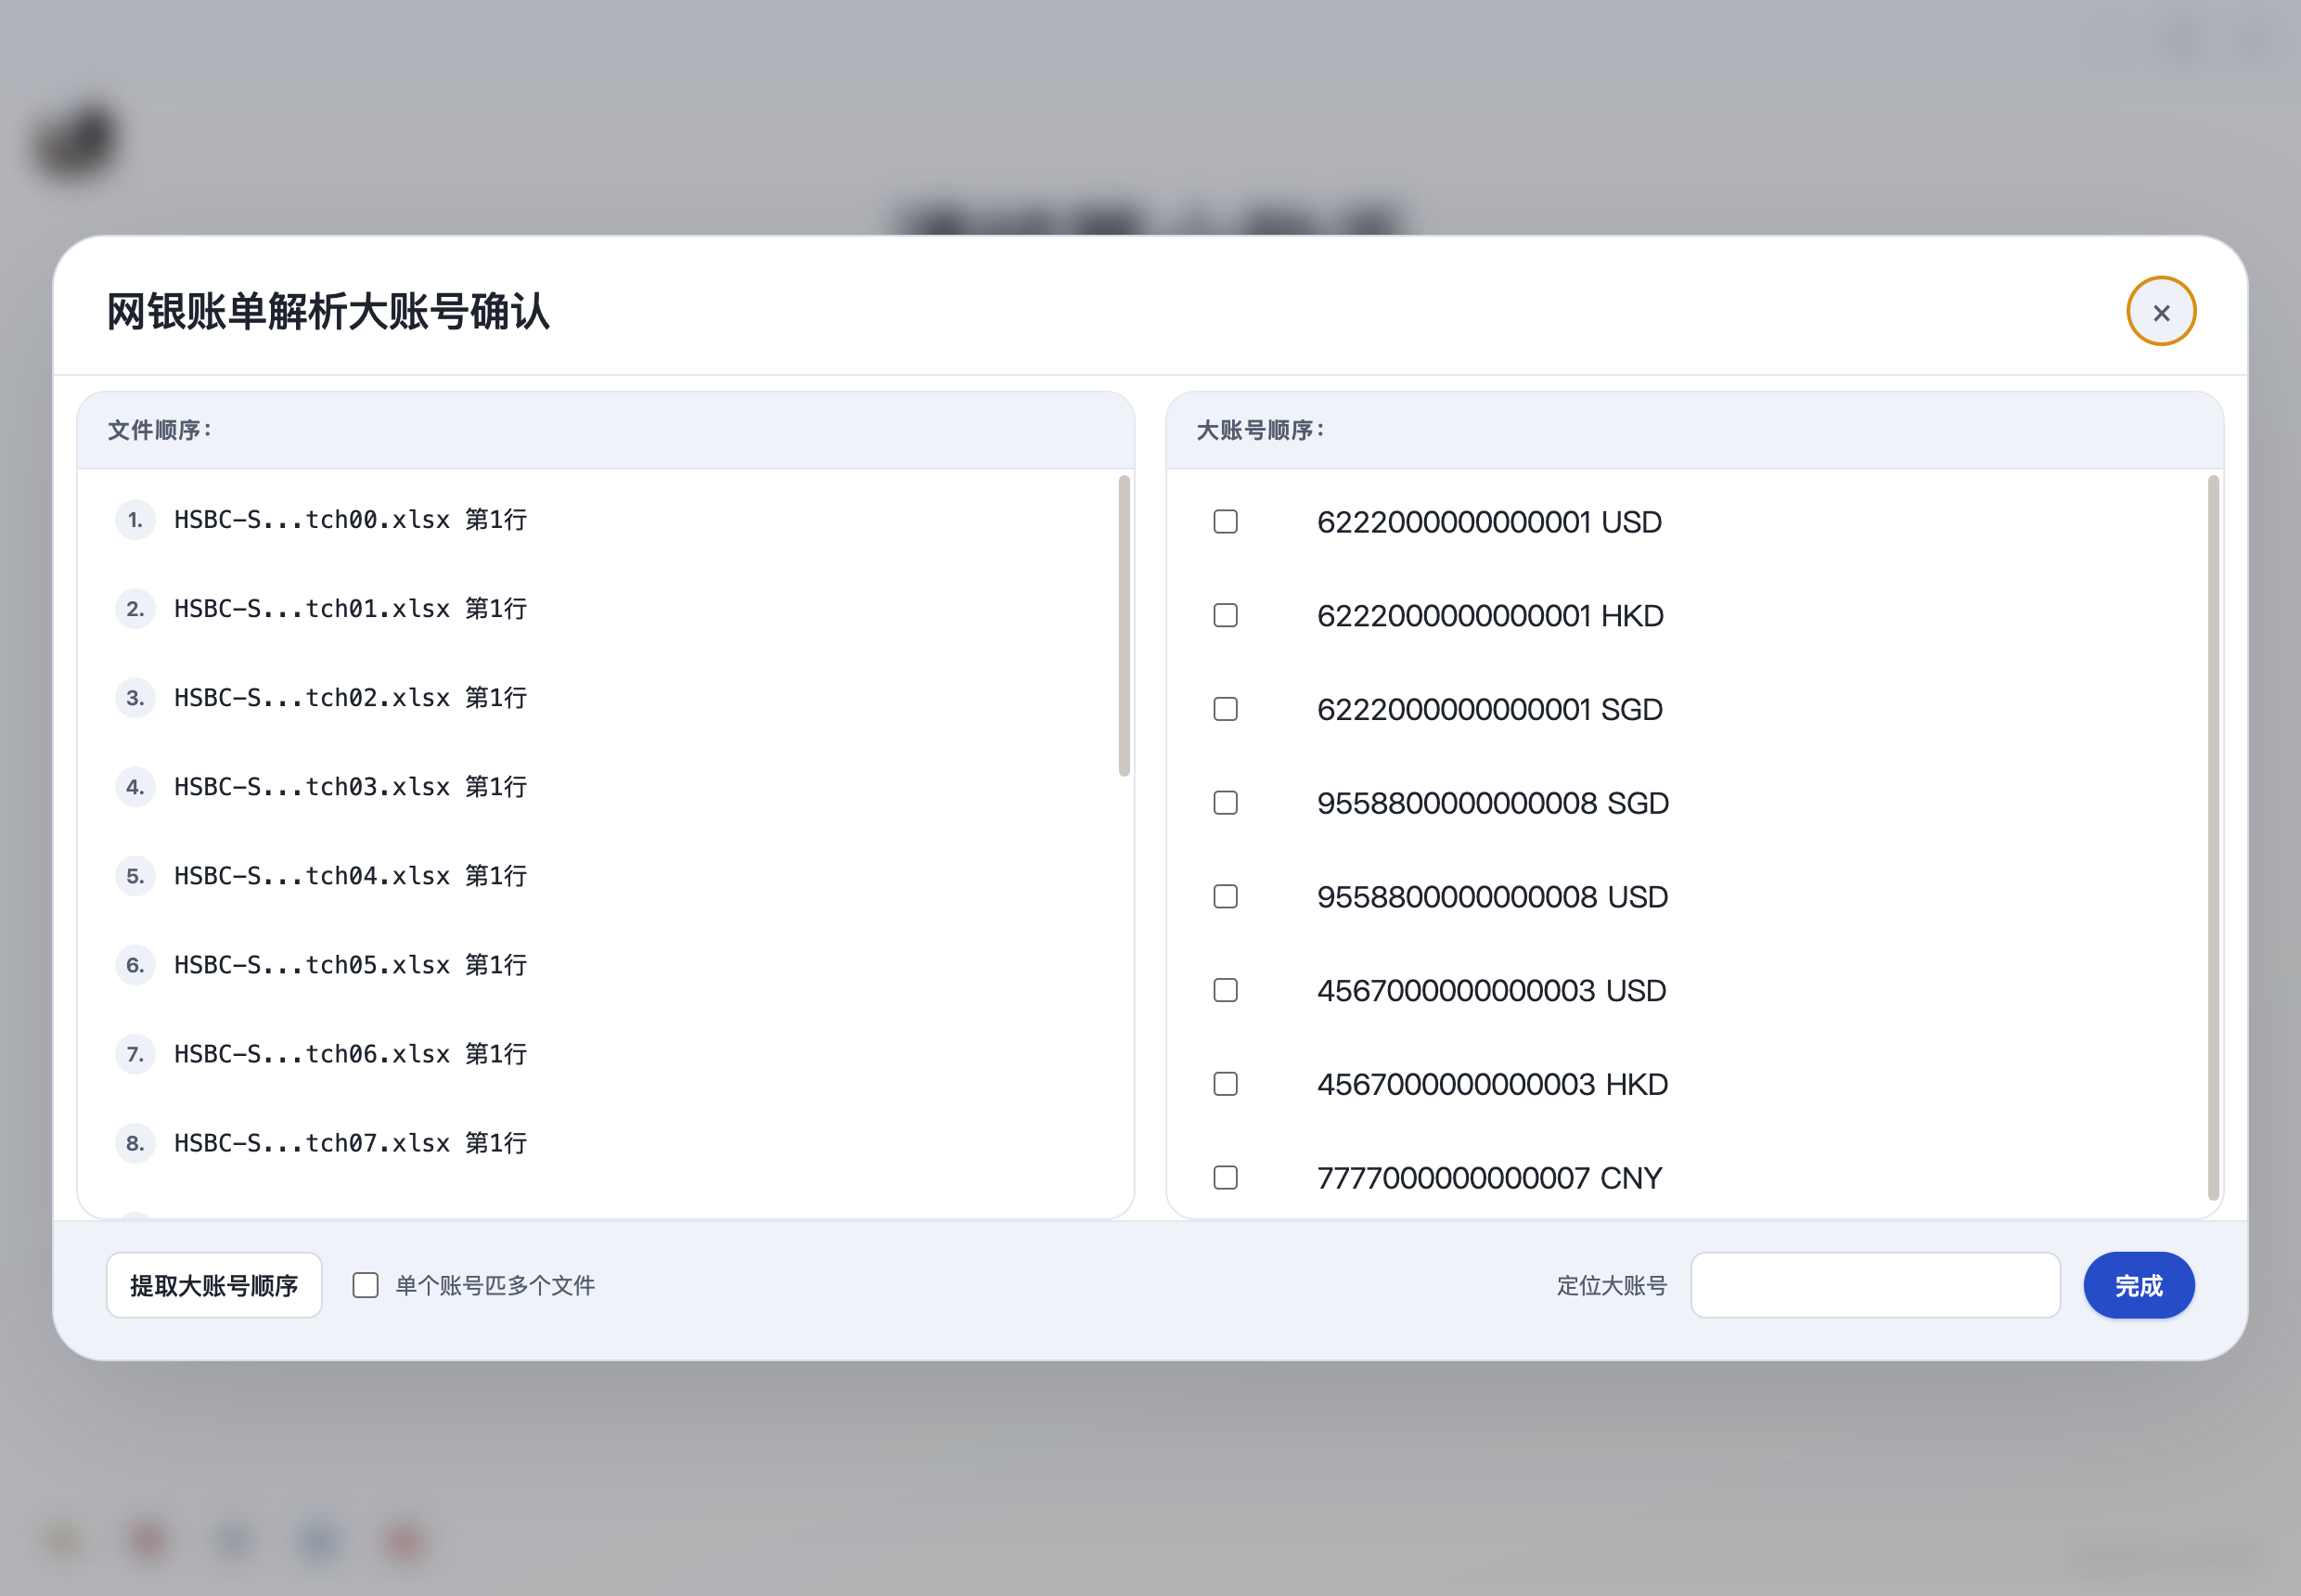 网银账单解析大账号确认
×
文件顺序：
1. HSBC-S...tch00.xlsx 第1行
2. HSBC-S...tch01.xlsx 第1行
3. HSBC-S...tch02.xlsx 第1行
4. HSBC-S...tch03.xlsx 第1行
5. HSBC-S...tch04.xlsx 第1行
6. HSBC-S...tch05.xlsx 第1行
7. HSBC-S...tch06.xlsx 第1行
8. HSBC-S...tch07.xlsx 第1行
大账号顺序：
6222000000000001 USD
6222000000000001 HKD
6222000000000001 SGD
9558800000000008 SGD
9558800000000008 USD
4567000000000003 USD
4567000000000003 HKD
7777000000000007 CNY
提取大账号顺序
单个账号匹多个文件
定位大账号
完成